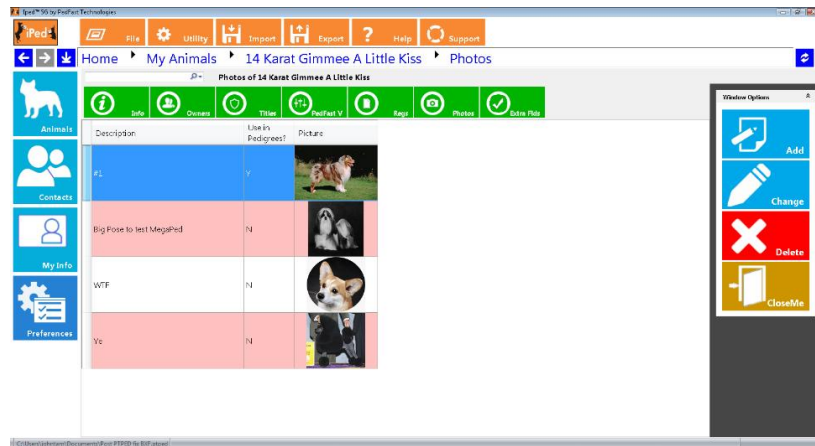 Iped™ 5G by PedFast Technologies
iPed
File
Utility
Import
Export
Help
Support
Home ‣ My Animals ‣ 14 Karat Gimmee A Little Kiss ‣ Photos
Photos of 14 Karat Gimmee A Little Kiss
Window Options
Info
Owners
Titles
PedFast V
Regs
Photos
Extra Flds
Animals
Contacts
My Info
Preferences
Description
Use in Pedigrees?
Picture
#1
Y
Big Pose to test MegaPed
N
WTF
N
Ye
N
Add
Change
Delete
CloseMe